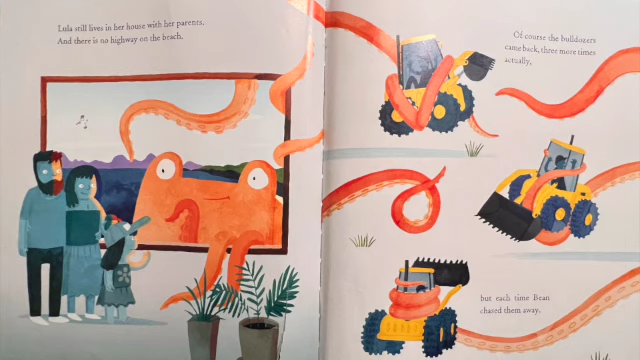 Lula still lives in her house with her parents,
And there is no highway on the beach.
Of course the bulldozers
came back, three more times
actually,
but each time Bean
chased them away.